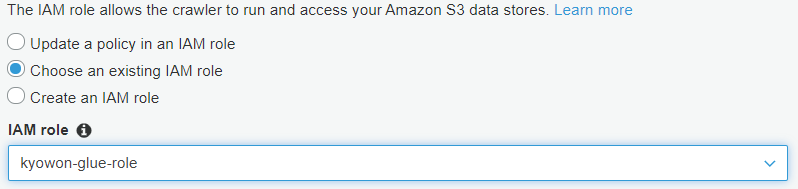 The IAM role allows the crawler to run and access your Amazon S3 data stores. Learn more
Update a policy in an IAM role
Choose an existing IAM role
Create an IAM role
IAM role i
kyowon-glue-role